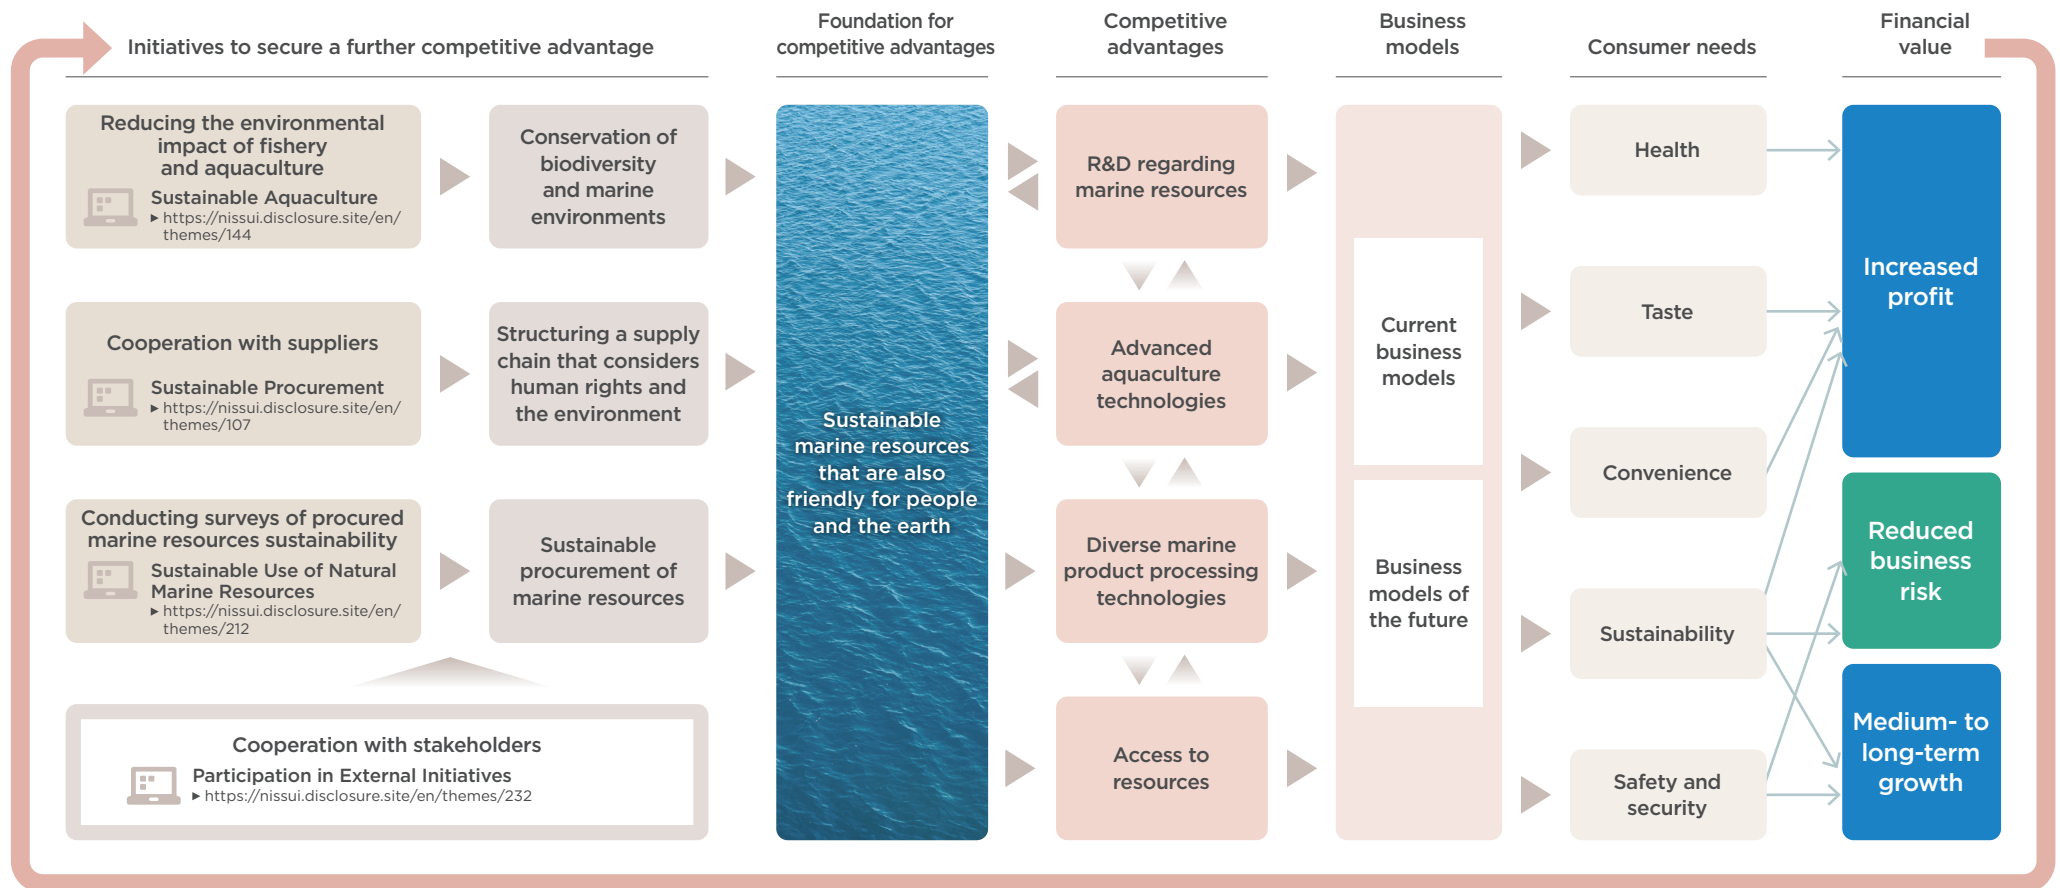 Initiatives to secure a further competitive advantage
Foundation for
competitive advantages
Competitive
advantages
Business
models
Consumer needs
Financial
value
Reducing the environmental
impact of fishery
and aquaculture
Sustainable Aquaculture
▶ https://nissui.disclosure.site/en/
themes/144
Conservation of
biodiversity
and marine
environments
Cooperation with suppliers
Sustainable Procurement
▶ https://nissui.disclosure.site/en/
themes/107
Structuring a supply
chain that considers
human rights and
the environment
Conducting surveys of procured
marine resources sustainability
Sustainable Use of Natural
Marine Resources
▶ https://nissui.disclosure.site/en/
themes/212
Sustainable
procurement of
marine resources
Cooperation with stakeholders
Participation in External Initiatives
▶ https://nissui.disclosure.site/en/themes/232
Sustainable
marine resources
that are also
friendly for people
and the earth
R&D regarding
marine resources
Advanced
aquaculture
technologies
Diverse marine
product processing
technologies
Access to
resources
Current
business
models
Business
models of
the future
Health
Taste
Convenience
Sustainability
Safety and
security
Increased
profit
Reduced
business
risk
Medium- to
long-term
growth